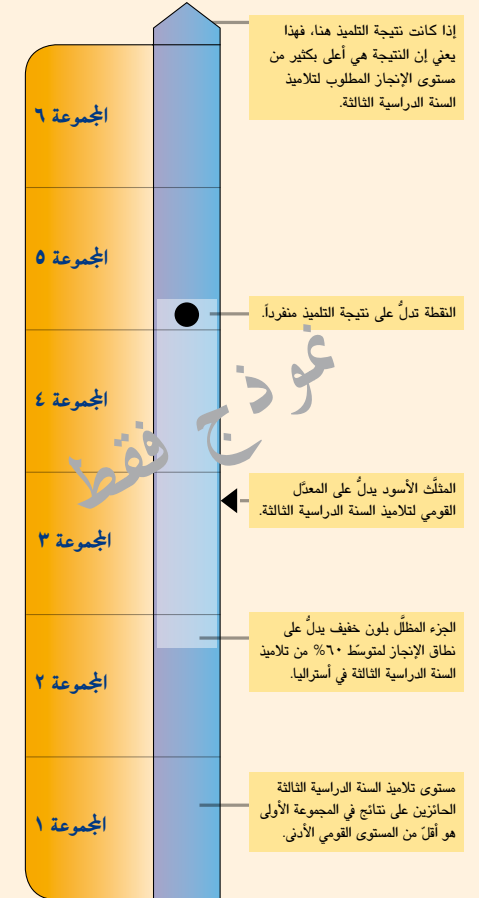 إذا كانت نتيجة التلميذ هنا، فهذا
يعني إن النتيجة هي أعلى بكثير من
مستوى الإنجاز المطلوب لتلاميذ
السنة الدراسية الثالثة.
المجموعة ٦
المجموعة ٥
النقطة تدلُّ على نتيجة التلميذ منفرداً.
نموذج فقط
المجموعة ٤
المثلَّث الأسود يدلُّ على المعدَّل
القومي لتلاميذ السنة الدراسية الثالثة.
المجموعة ٣
الجزء المظلَّل بلون خفيف يدلُّ على
نطاق الإنجاز لمتوسّط ٦٠% من تلاميذ
السنة الدراسية الثالثة في أستراليا.
المجموعة ٢
مستوى تلاميذ السنة الدراسية الثالثة
الحائزين على نتائج في المجموعة الأولى
هو أقلّ من المستوى القومي الأدنى.
المجموعة ١